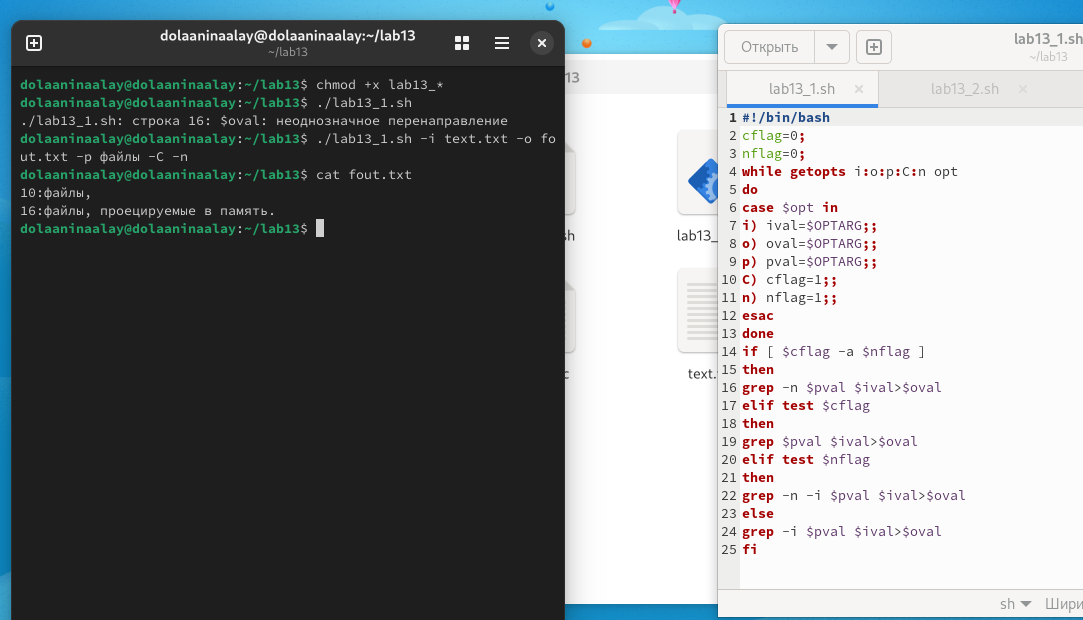 dolaaninaalay@dolaaninaalay:~/lab13
~/lab13
dolaaninaalay@dolaaninaalay:~/lab13$ chmod +x lab13_*
dolaaninaalay@dolaaninaalay:~/lab13$ ./lab13_1.sh
./lab13_1.sh: строка 16: $oval: неоднозначное перенаправление
dolaaninaalay@dolaaninaalay:~/lab13$ ./lab13_1.sh -i text.txt -o fo
ut.txt -p файлы -C -n
dolaaninaalay@dolaaninaalay:~/lab13$ cat fout.txt
10:файлы,
16:файлы, проецируемые в память.
dolaaninaalay@dolaaninaalay:~/lab13$
13
sh
lab13_
c
text.
Открыть
lab13_1.sh
~/lab13
lab13_1.sh
lab13_2.sh
1 #!/bin/bash
2 cflag=0;
3 nflag=0;
4 while getopts i:o:p:C:n opt
5 do
6 case $opt in
7 i) ival=$OPTARG;;
8 o) oval=$OPTARG;;
9 p) pval=$OPTARG;;
10 C) cflag=1;;
11 n) nflag=1;;
12 esac
13 done
14 if [ $cflag -a $nflag ]
15 then
16 grep -n $pval $ival>$oval
17 elif test $cflag
18 then
19 grep $pval $ival>$oval
20 elif test $nflag
21 then
22 grep -n -i $pval $ival>$oval
23 else
24 grep -i $pval $ival>$oval
25 fi
sh
Шири